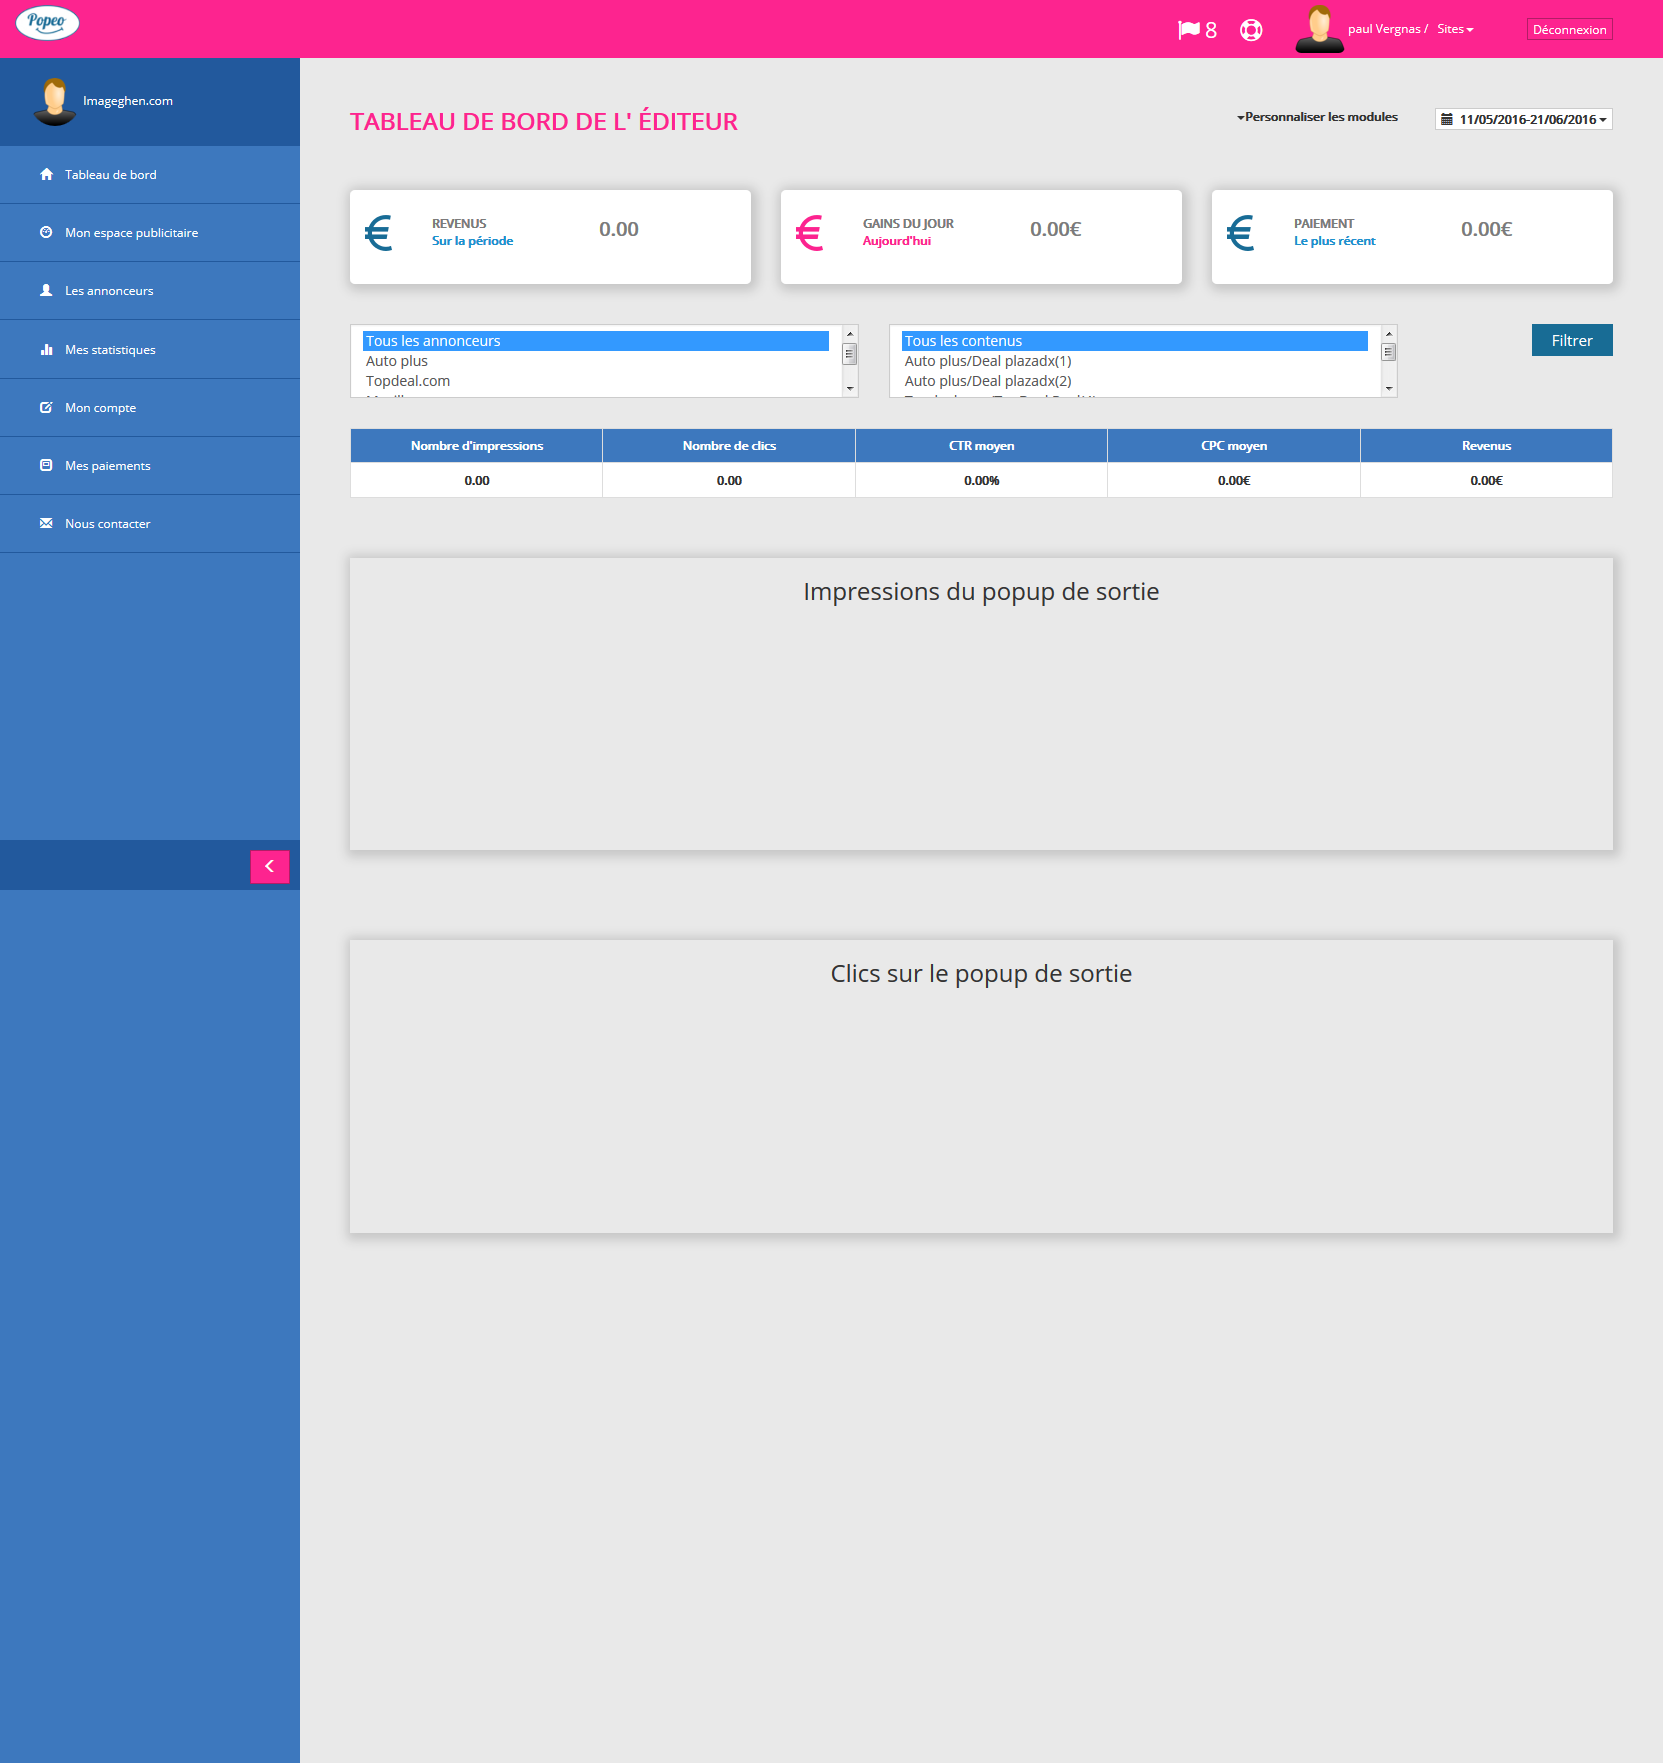 Popeo
8
paul Vergnas / Sites
Déconnexion
Imageghen.com
Tableau de bord
Mon espace publicitaire
Les annonceurs
Mes statistiques
Mon compte
Mes paiements
Nous contacter
TABLEAU DE BORD DE L' ÉDITEUR
Personnaliser les modules
11/05/2016-21/06/2016
REVENUS
Sur la période
0.00
GAINS DU JOUR
Aujourd'hui
0.00€
PAIEMENT
Le plus récent
0.00€
Tous les annonceurs
Auto plus
Topdeal.com
Tous les contenus
Auto plus/Deal plazadx(1)
Auto plus/Deal plazadx(2)
Filtrer
Nombre d'impressions Nombre de clics CTR moyen CPC moyen Revenus
0.00 0.00 0.00% 0.00€ 0.00€
Impressions du popup de sortie
Clics sur le popup de sortie